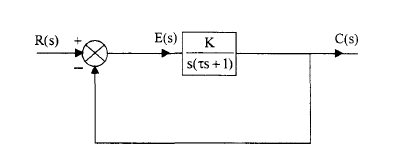 R(s) + E(s) K C(s)
− s(τs + 1)